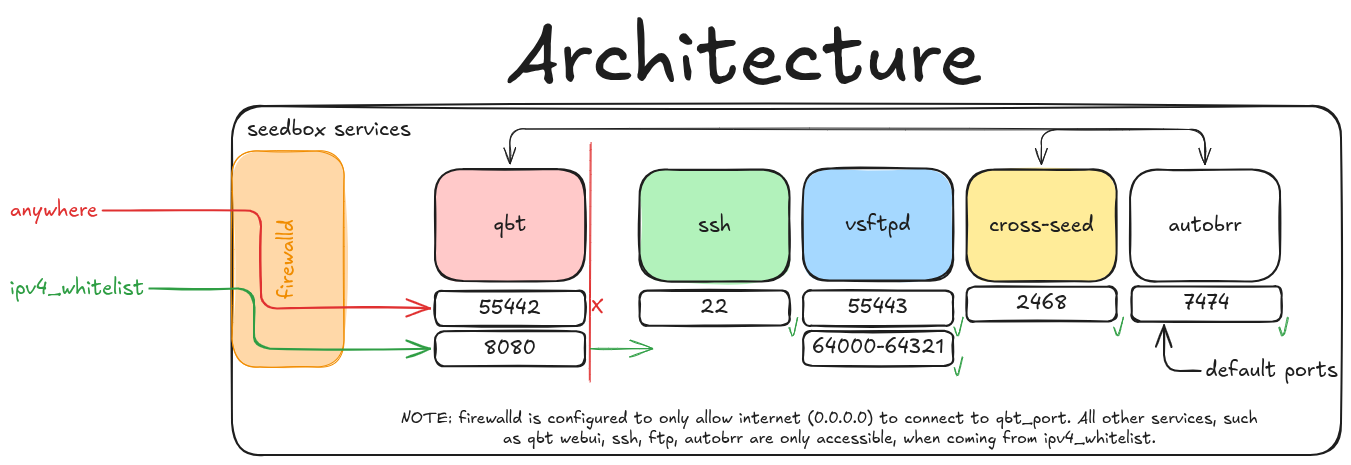 Architecture
seedbox services
anywhere
ipv4_whitelist
firewalld
qbt
ssh
vsftpd
cross-seed
autobrr
55442
x
22
55443
2468
7474
8080
64000-64321
default ports
NOTE: firewalld is configured to only allow internet (0.0.0.0) to connect to qbt_port. All other services, such
as qbt webui, ssh, ftp, autobrr are only accessible, when coming from ipv4_whitelist.